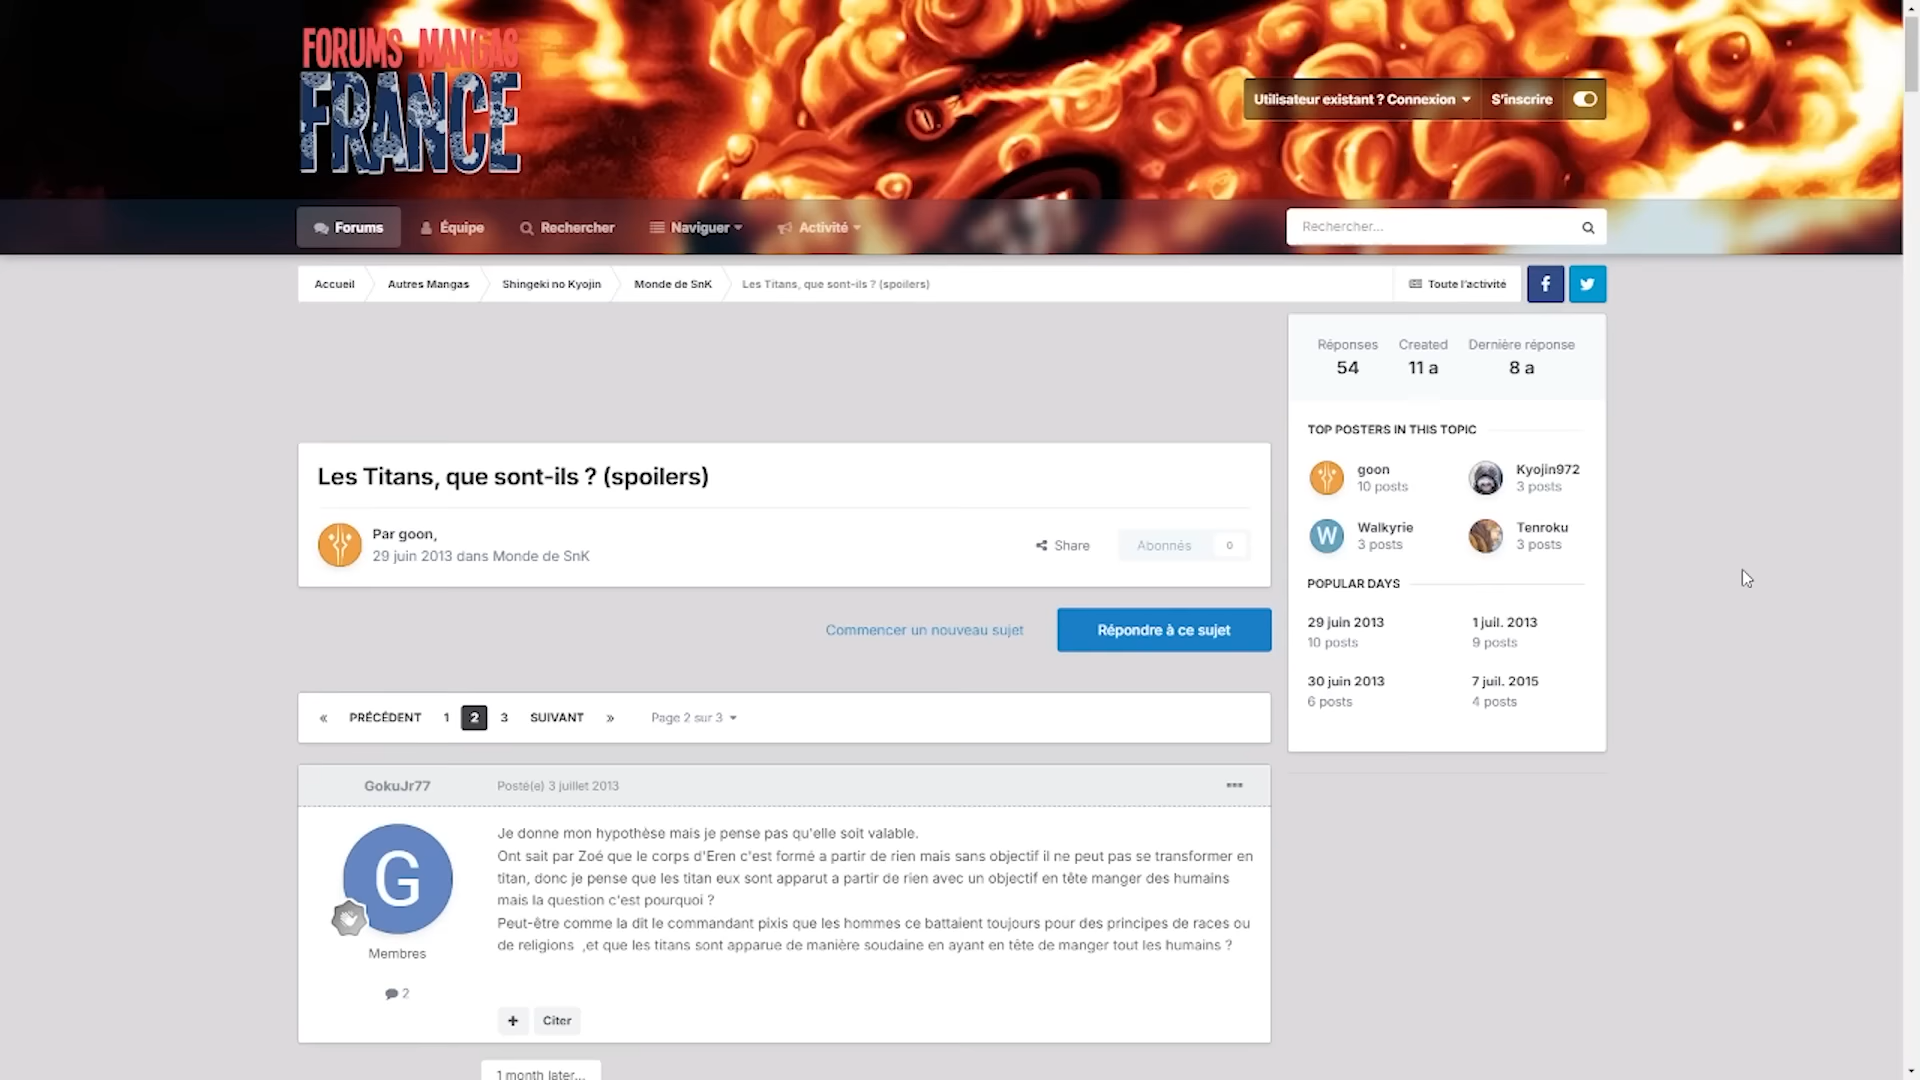 FORUMS MANGAS
FRANCE
Utilisateur existant ? Connexion
S'inscrire
Forums
Équipe
Rechercher
Naviguer
Activité
Rechercher...
Accueil
Autres Mangas
Shingeki no Kyojin
Monde de SnK
Les Titans, que sont-ils ? (spoilers)
Toute l'activité
Réponses
54
Created
11 a
Dernière réponse
8 a
TOP POSTERS IN THIS TOPIC
goon
10 posts
Kyojin972
3 posts
W
Walkyrie
3 posts
Tenroku
3 posts
POPULAR DAYS
29 juin 2013
10 posts
1 juil. 2013
9 posts
30 juin 2013
6 posts
7 juil. 2015
4 posts
Les Titans, que sont-ils ? (spoilers)
Par goon,
29 juin 2013 dans Monde de SnK
Share
Abonnés
0
Commencer un nouveau sujet
Répondre à ce sujet
« PRÉCÉDENT 1 2 3 SUIVANT » Page 2 sur 3
GokuJr77
Posté(e) 3 juillet 2013
G
Membres
2
Je donne mon hypothèse mais je pense pas qu'elle soit valable.
Ont sait par Zoé que le corps d'Eren c'est formé a partir de rien mais sans objectif il ne peut pas se transformer en
titan, donc je pense que les titan eux sont apparut a partir de rien avec un objectif en tête manger des humains
mais la question c'est pourquoi ?
Peut-être comme la dit le commandant pixis que les hommes ce battaient toujours pour des principes de races ou
de religions ,et que les titans sont apparue de manière soudaine en ayant en tête de manger tout les humains ?
+
Citer
1 month later...